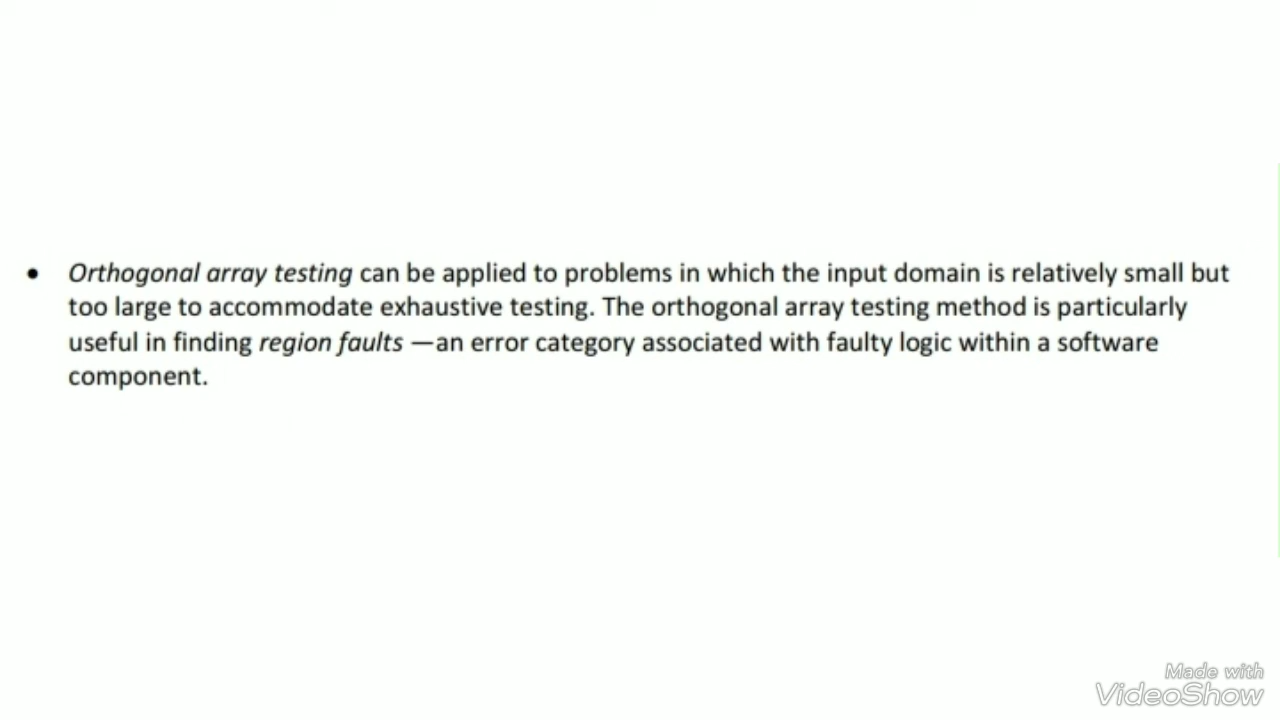 • Orthogonal array testing can be applied to problems in which the input domain is relatively small but
too large to accommodate exhaustive testing. The orthogonal array testing method is particularly
useful in finding region faults —an error category associated with faulty logic within a software
component.
Made with
VideoShow